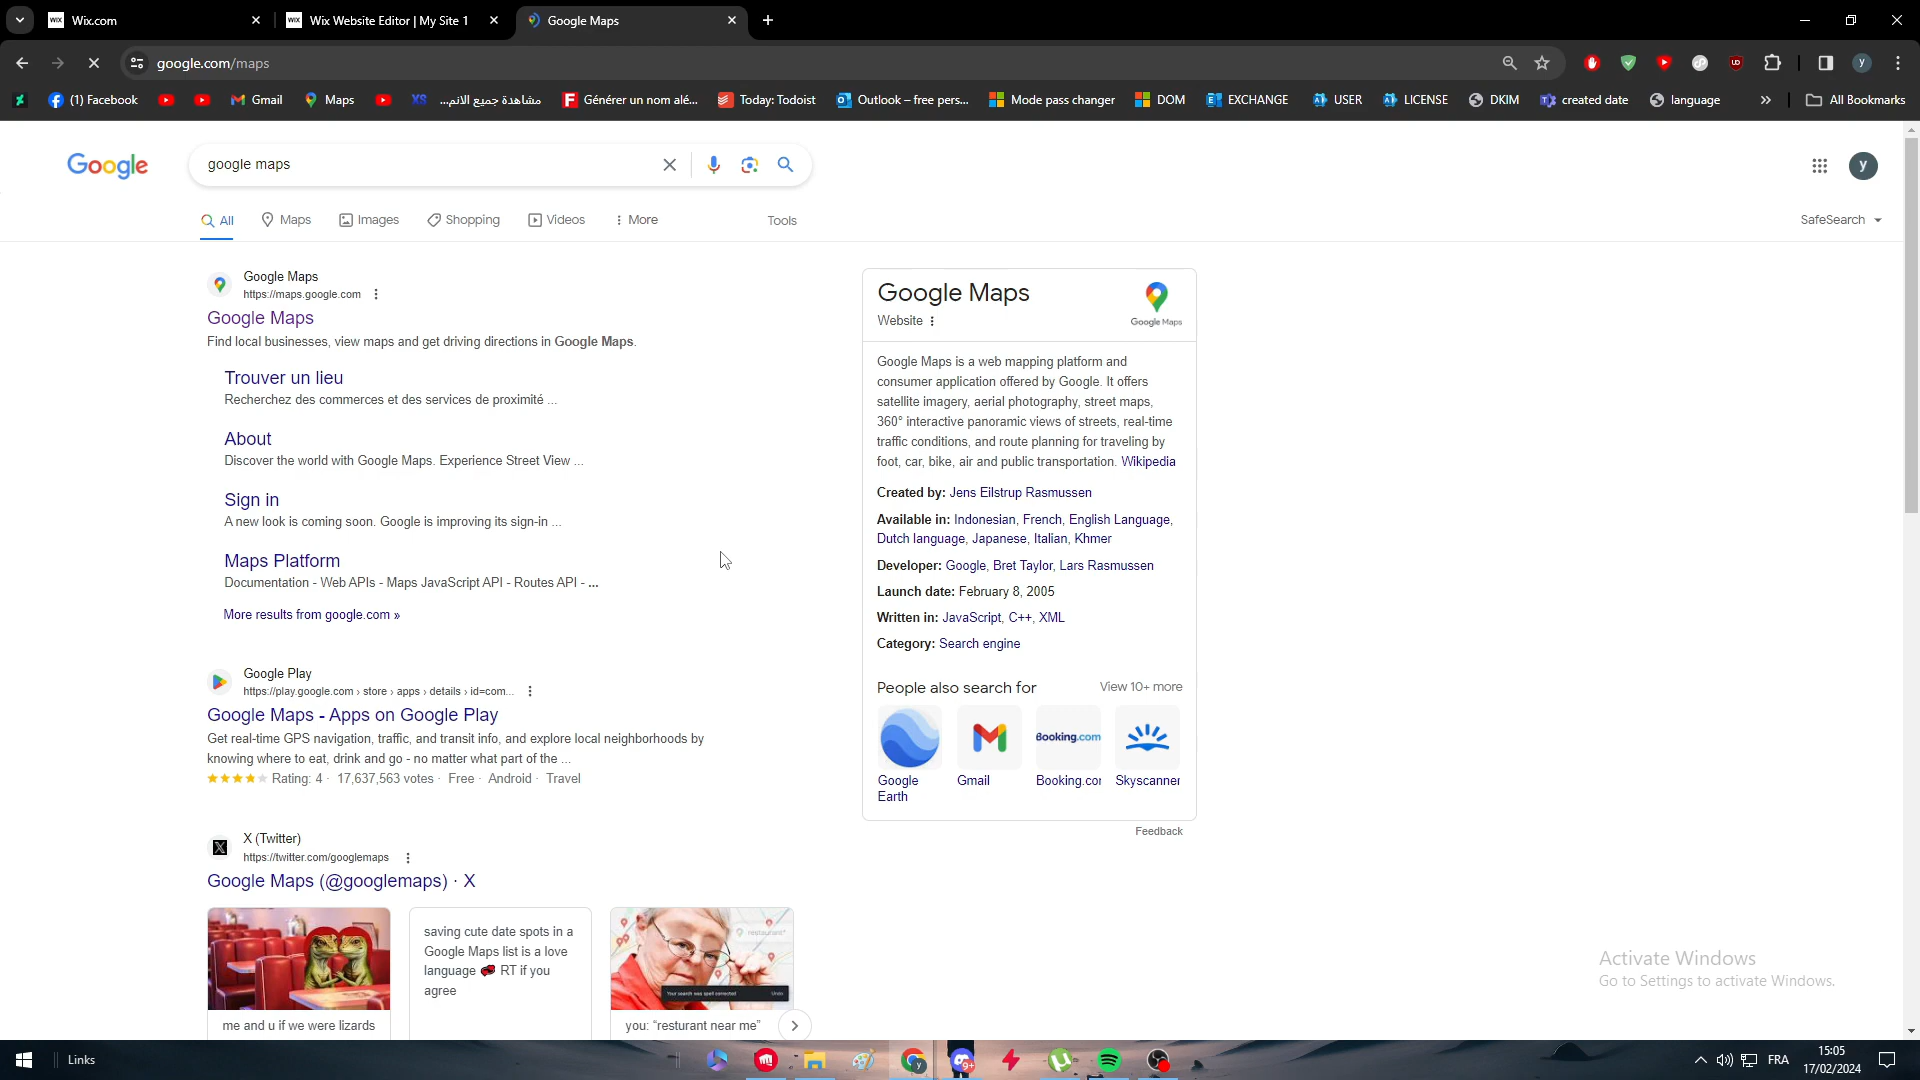 Wix.com
Wix Website Editor | My Site 1
Google Maps
google.com/maps
(1) Facebook
Gmail
Maps
مشاهدة جميع الانم...
Générer un nom alé...
Today: Todoist
Outlook – free pers...
Mode pass changer
DOM
EXCHANGE
USER
LICENSE
DKIM
created date
language
All Bookmarks
Google
google maps
y
All
Maps
Images
Shopping
Videos
More
Tools
SafeSearch
Google Maps
https://maps.google.com
Google Maps
Find local businesses, view maps and get driving directions in Google Maps.
Trouver un lieu
Recherchez des commerces et des services de proximité ...
About
Discover the world with Google Maps. Experience Street View ...
Sign in
A new look is coming soon. Google is improving its sign-in ...
Maps Platform
Documentation - Web APIs - Maps JavaScript API - Routes API - ...
More results from google.com »
Google Play
https://play.google.com › store › apps › details › id=com...
Google Maps - Apps on Google Play
Get real-time GPS navigation, traffic, and transit info, and explore local neighborhoods by
knowing where to eat, drink and go - no matter what part of the ...
Rating: 4 · 17,637,563 votes · Free · Android · Travel
X (Twitter)
https://twitter.com/googlemaps
Google Maps (@googlemaps) · X
me and u if we were lizards
saving cute date spots in a
Google Maps list is a love
language RT if you
agree
restaurant
Your search was spell corrected
Undo
you: "resturant near me"
Google Maps
Website
Google Maps
Google Maps is a web mapping platform and
consumer application offered by Google. It offers
satellite imagery, aerial photography, street maps,
360° interactive panoramic views of streets, real-time
traffic conditions, and route planning for traveling by
foot, car, bike, air and public transportation. Wikipedia
Created by: Jens Eilstrup Rasmussen
Available in: Indonesian, French, English Language,
Dutch language, Japanese, Italian, Khmer
Developer: Google, Bret Taylor, Lars Rasmussen
Launch date: February 8, 2005
Written in: JavaScript, C++, XML
Category: Search engine
People also search for
View 10+ more
Booking.com
Google
Earth
Gmail
Booking.cor
Skyscanner
Feedback
Activate Windows
Go to Settings to activate Windows.
Links
FRA
15:05
17/02/2024